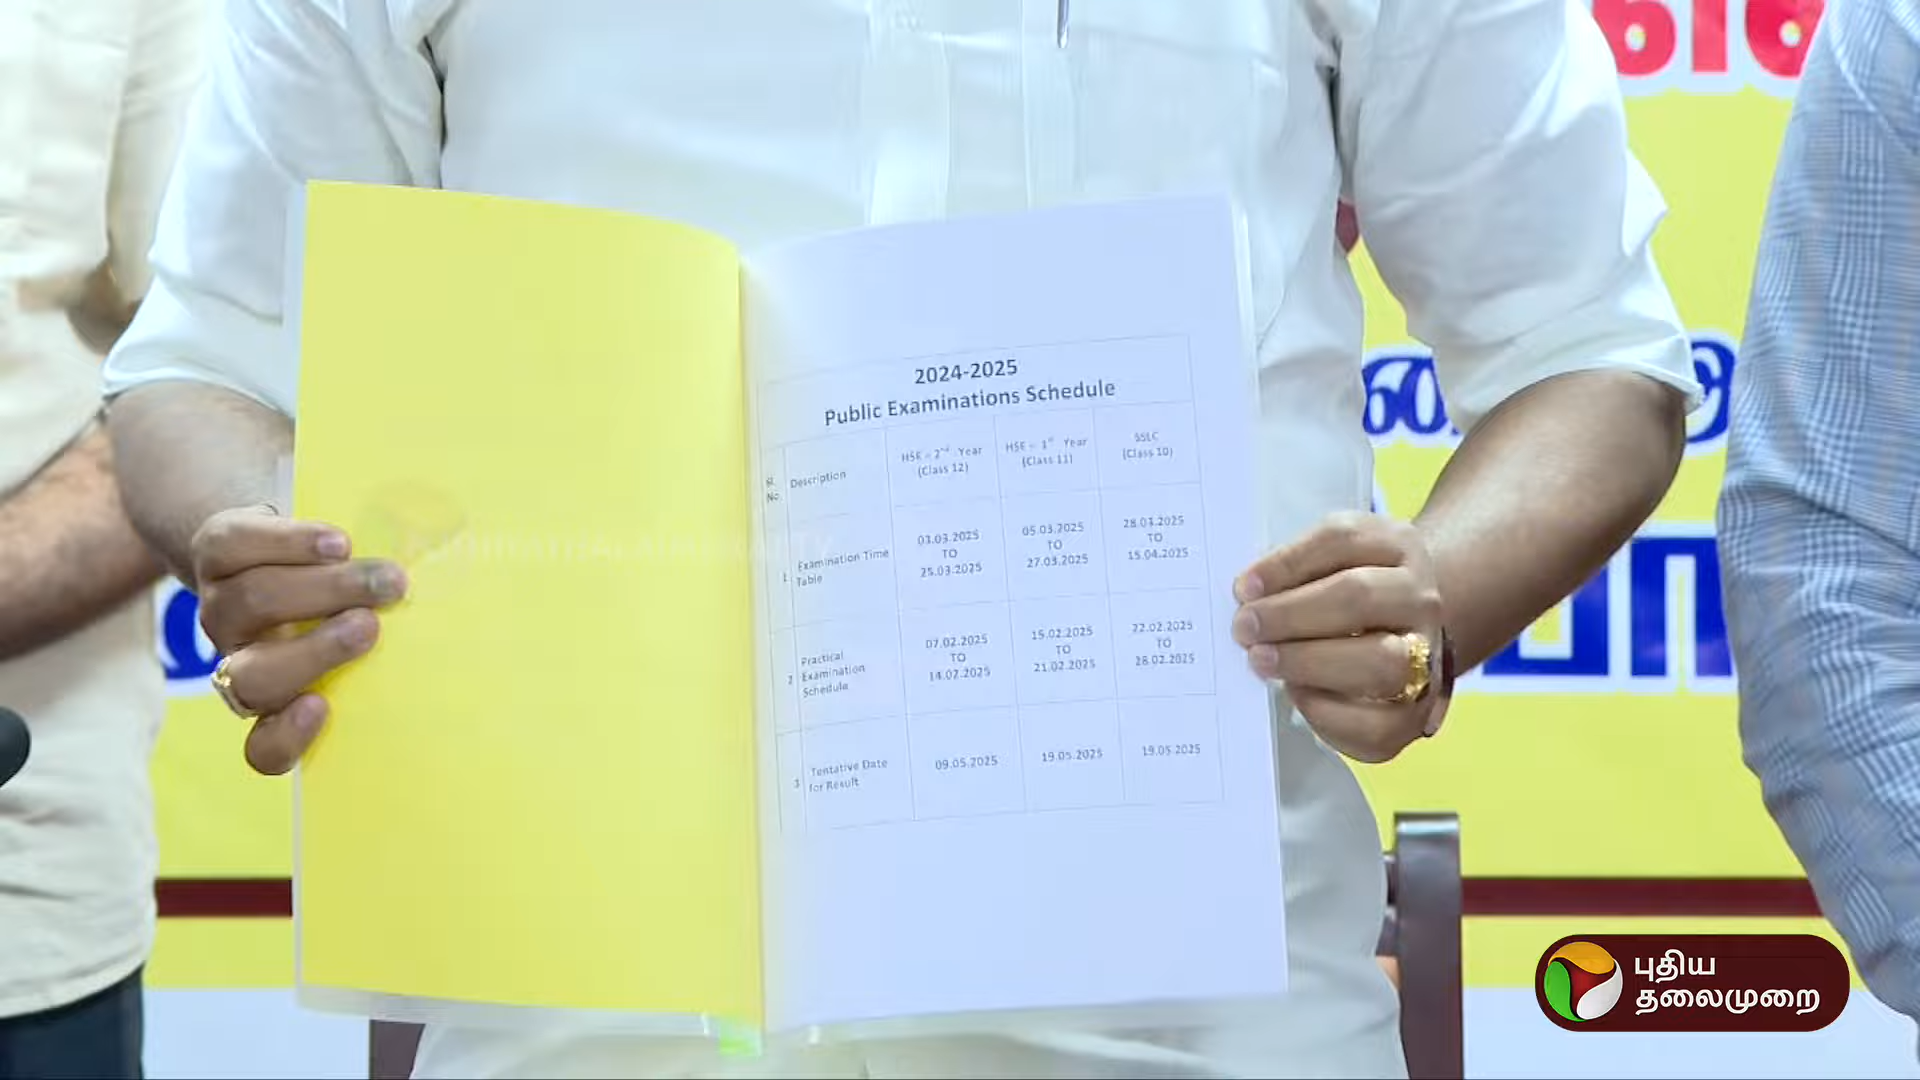 2024-2025
Public Examinations Schedule
Sl. No.
Description
HSE - 2nd Year
(Class 12)
HSE - 1st Year
(Class 11)
SSLC
(Class 10)
1
Examination Time
Table
03.03.2025
TO
25.03.2025
05.03.2025
TO
27.03.2025
28.03.2025
TO
15.04.2025
2
Practical
Examination
Schedule
07.02.2025
TO
14.02.2025
15.02.2025
TO
21.02.2025
22.02.2025
TO
28.02.2025
3
Tentative Date
for Result
09.05.2025
19.05.2025
19.05.2025
புதிய
தலைமுறை